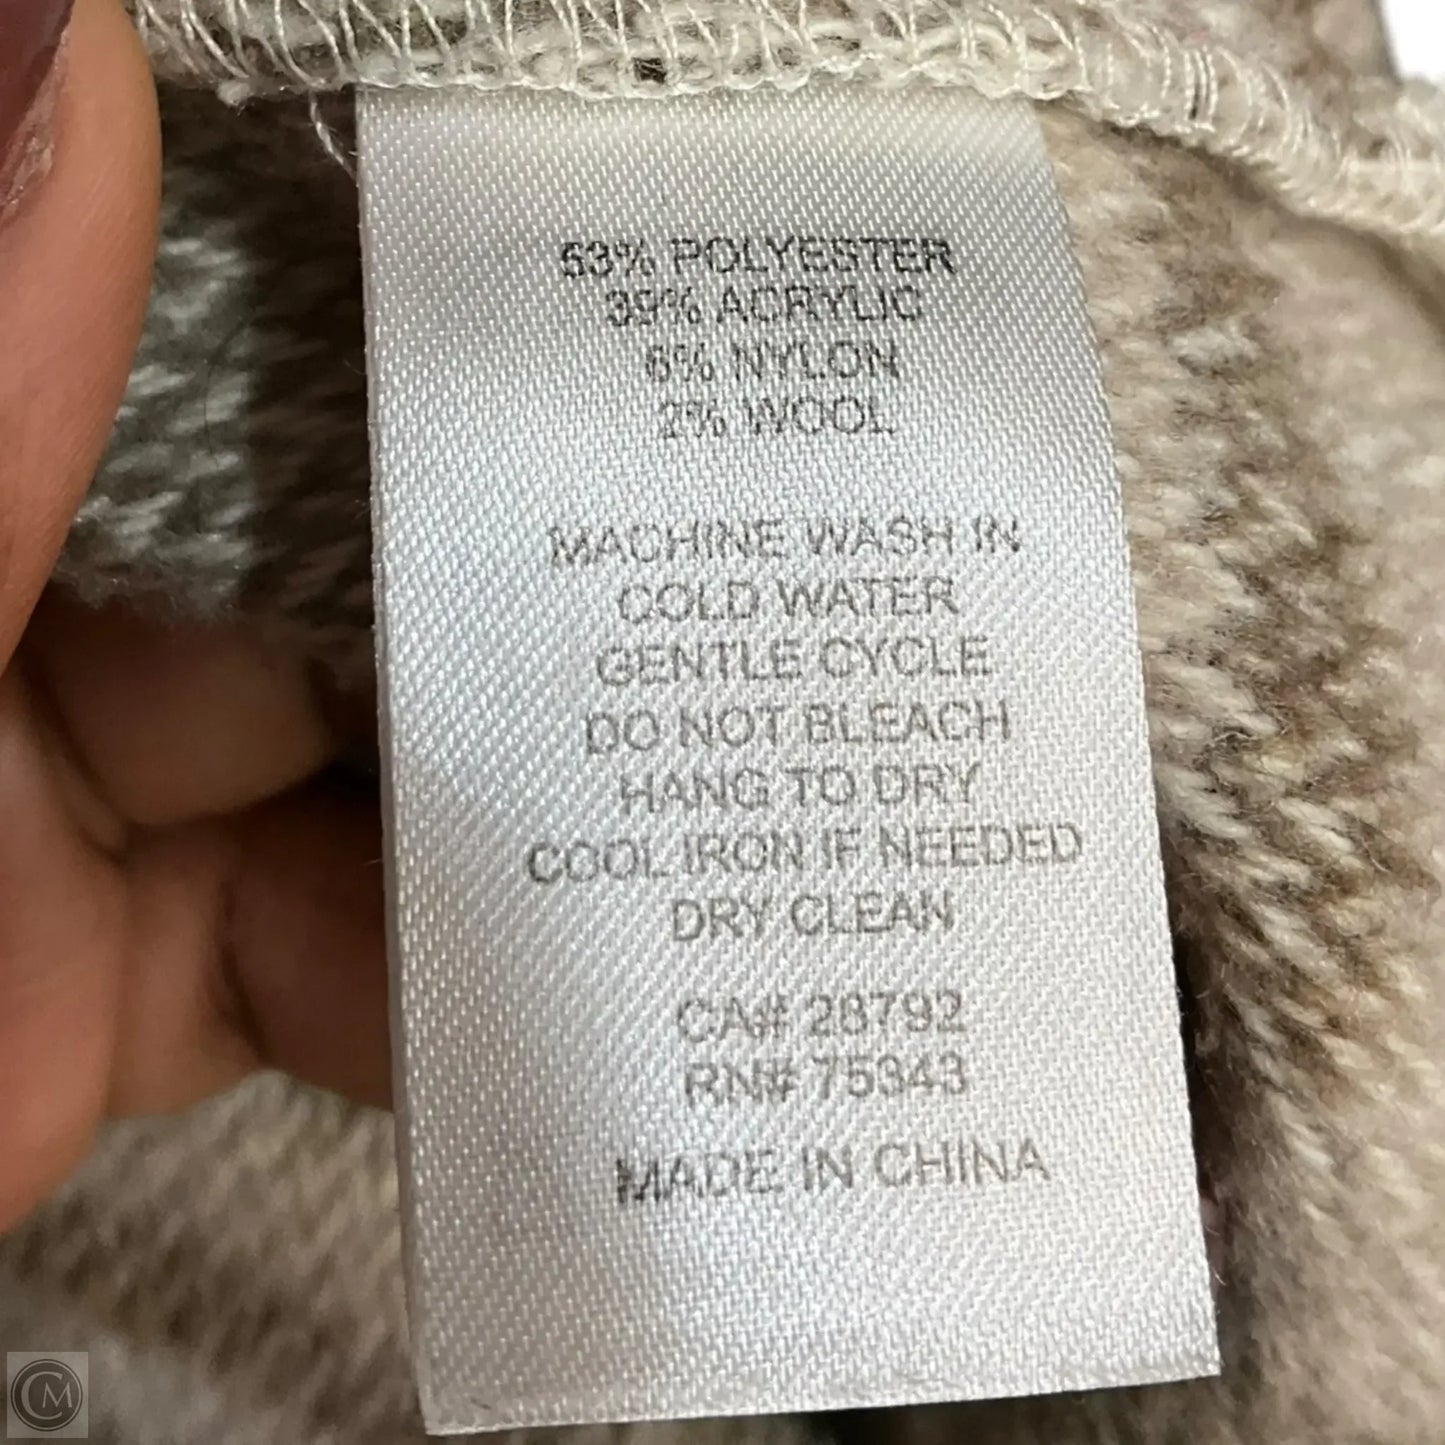 53% POLYESTER
39% ACRYLIC
6% NYLON
2% WOOL
MACHINE WASH IN
COLD WATER
GENTLE CYCLE
DO NOT BLEACH
HANG TO DRY
COOL IRON IF NEEDED
DRY CLEAN
CA# 28792
RN# 75343
MADE IN CHINA
CM